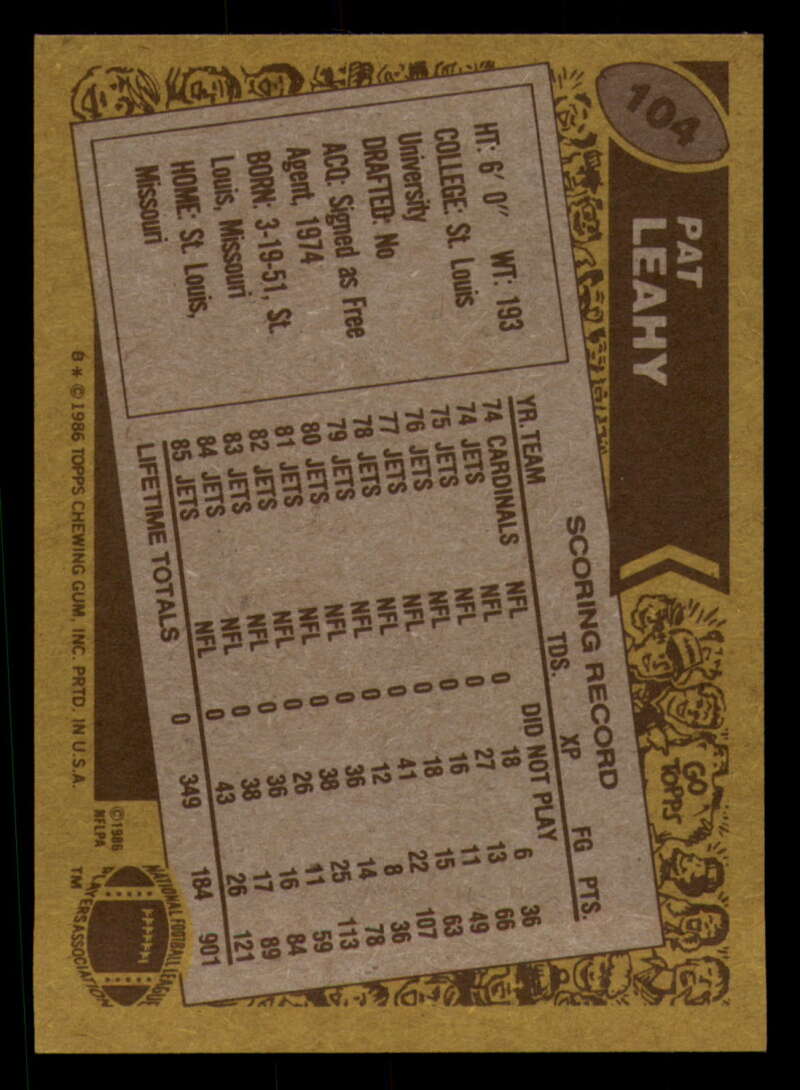 104
PAT
LEAHY
HT: 6' 0" WT: 193
COLLEGE: St. Louis
University
DRAFTED: No
ACQ: Signed as Free
Agent, 1974
BORN: 3-19-51, St.
Louis, Missouri
HOME: St. Louis,
Missouri
SCORING RECORD
YR. TEAM TDS. XP FG PTS.
74 CARDINALS NFL DID NOT PLAY
74 JETS NFL 0 18 6 36
75 JETS NFL 0 27 13 66
76 JETS NFL 0 16 11 49
77 JETS NFL 0 18 15 63
78 JETS NFL 0 41 22 107
79 JETS NFL 0 12 8 36
80 JETS NFL 0 36 14 78
81 JETS NFL 0 38 25 113
82 JETS NFL 0 26 11 59
83 JETS NFL 0 36 16 84
84 JETS NFL 0 38 17 89
85 JETS NFL 0 43 26 121
LIFETIME TOTALS 0 349 184 901
GO
TOPPS
B * ©1986 TOPPS CHEWING GUM, INC. PRTD. IN U.S.A.
©1986
NFLPA
NATIONAL FOOTBALL LEAGUE
PLAYERS ASSOCIATION
TM